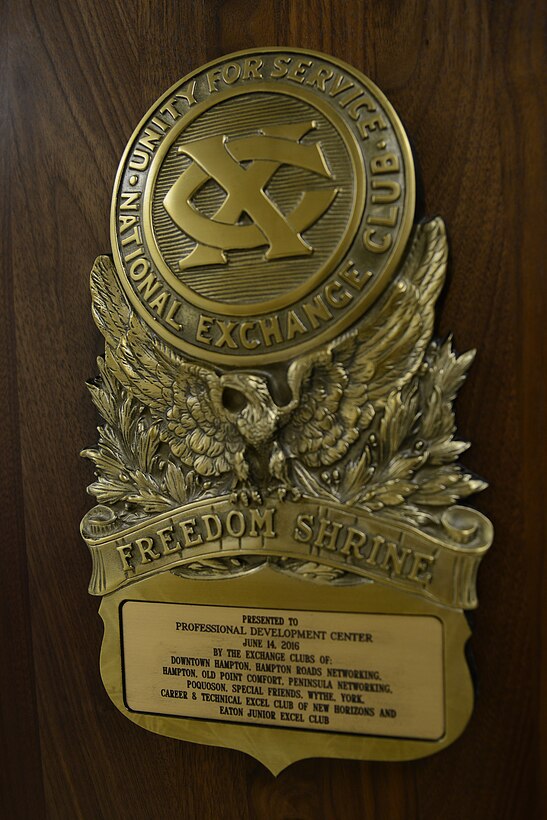 UNITY FOR SERVICE
NATIONAL EXCHANGE CLUB
XC
FREEDOM SHRINE
PRESENTED TO
PROFESSIONAL DEVELOPMENT CENTER
JUNE 14, 2016
BY THE EXCHANGE CLUBS OF:
DOWNTOWN HAMPTON, HAMPTON ROADS NETWORKING,
HAMPTON, OLD POINT COMFORT, PENINSULA NETWORKING,
POQUOSON, SPECIAL FRIENDS, WYTHE, YORK,
CAREER & TECHNICAL EXCEL CLUB OF NEW HORIZONS AND
EATON JUNIOR EXCEL CLUB